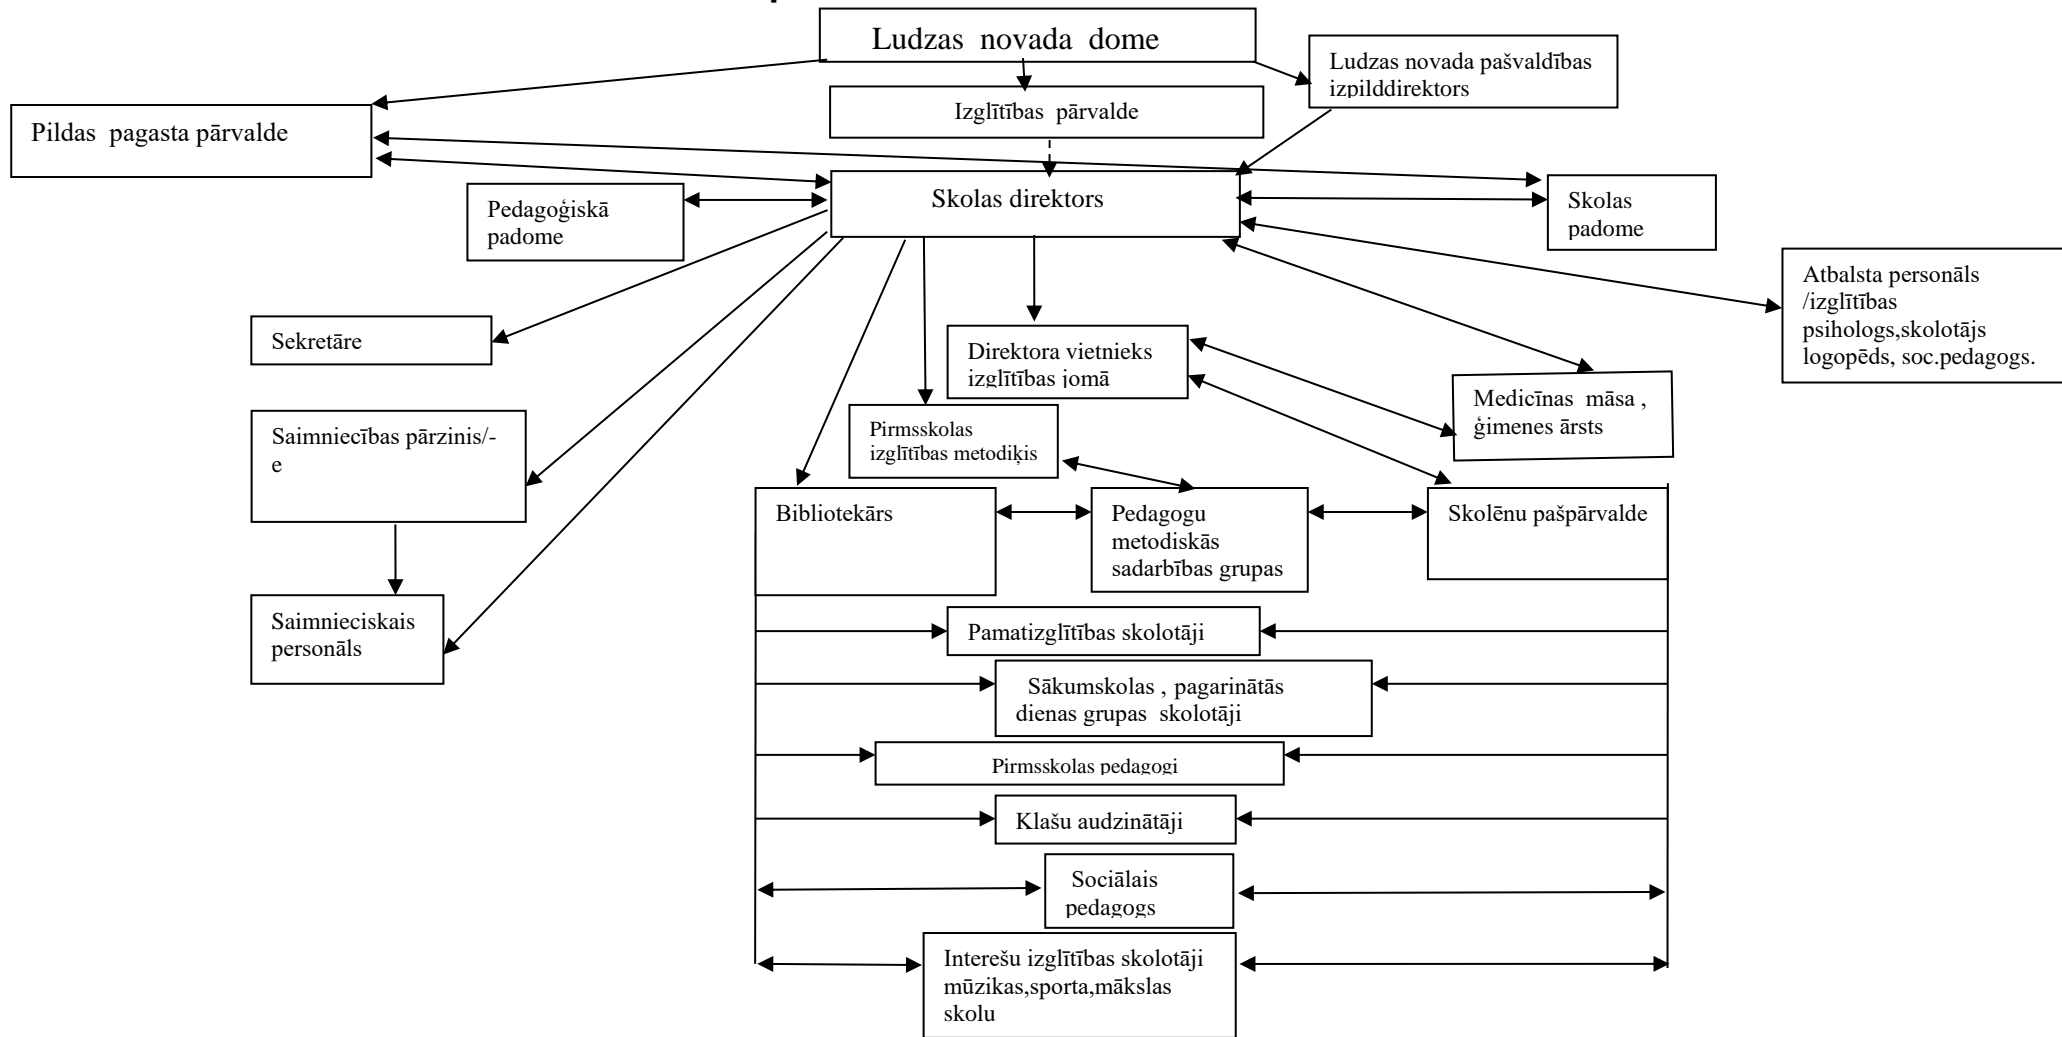 Ludzas novada dome
Ludzas novada pašvaldības
izpilddirektors
Izglītības pārvalde
Pildas pagasta pārvalde
Skolas direktors
Pedagoģiskā
padome
Skolas
padome
Atbalsta personāls
/izglītības
psihologs,skolotājs
logopēds, soc.pedagogs.
Sekretāre
Direktora vietnieks
izglītības jomā
Medicīnas māsa ,
ģimenes ārsts
Saimniecības pārzinis/-
e
Pirmsskolas
izglītības metodiķis
Bibliotekārs
Pedagogu
metodiskās
sadarbības grupas
Skolēnu pašpārvalde
Saimnieciskais
personāls
Pamatizglītības skolotāji
Sākumskolas , pagarinātās
dienas grupas skolotāji
Pirmsskolas pedagogi
Klašu audzinātāji
Sociālais
pedagogs
Interešu izglītības skolotāji
mūzikas,sporta,mākslas
skolu